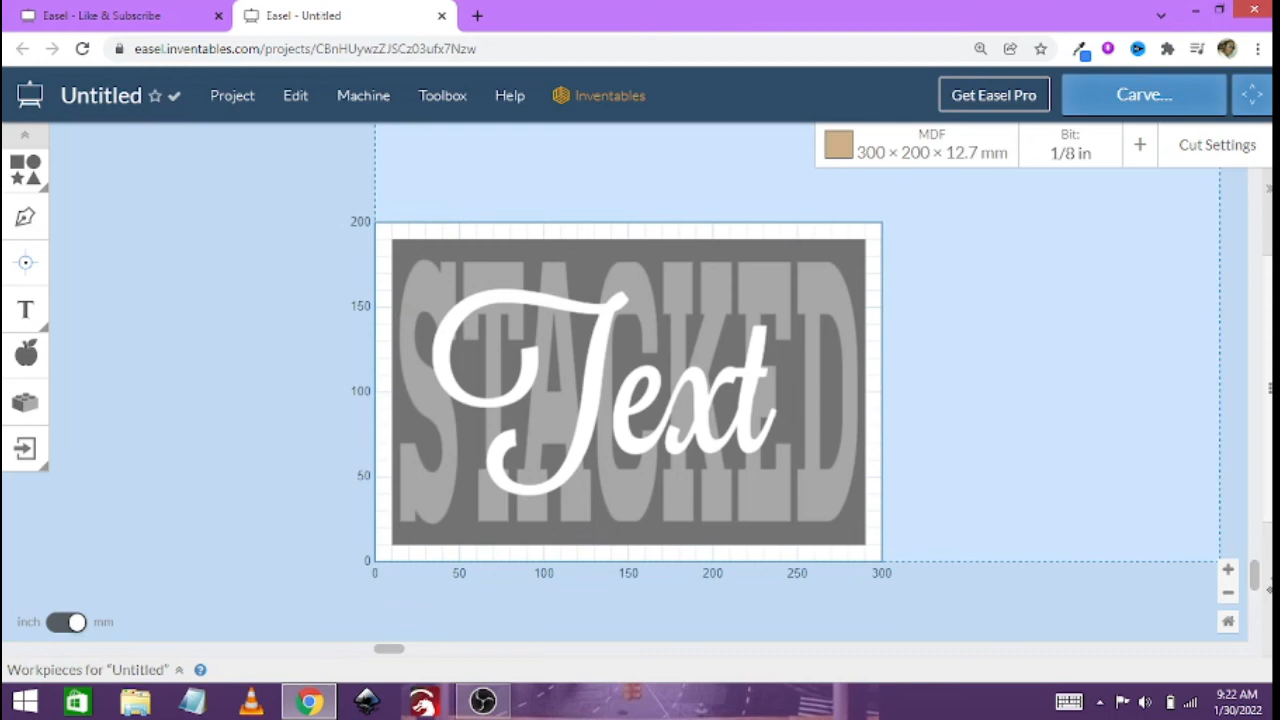 Easel - Like & Subscribe
Easel - Untitled
easel.inventables.com/projects/CBnHUywzZJSCz03ufx7Nzw
Untitled
Project
Edit
Machine
Toolbox
Help
Inventables
Get Easel Pro
Carve...
MDF
300 × 200 × 12.7 mm
Bit:
1/8 in
+
Cut Settings
T
200
150
100
50
0
STACKED
Text
0
50
100
150
200
250
300
inch
mm
Workpieces for "Untitled"
?
9:22 AM
1/30/2022